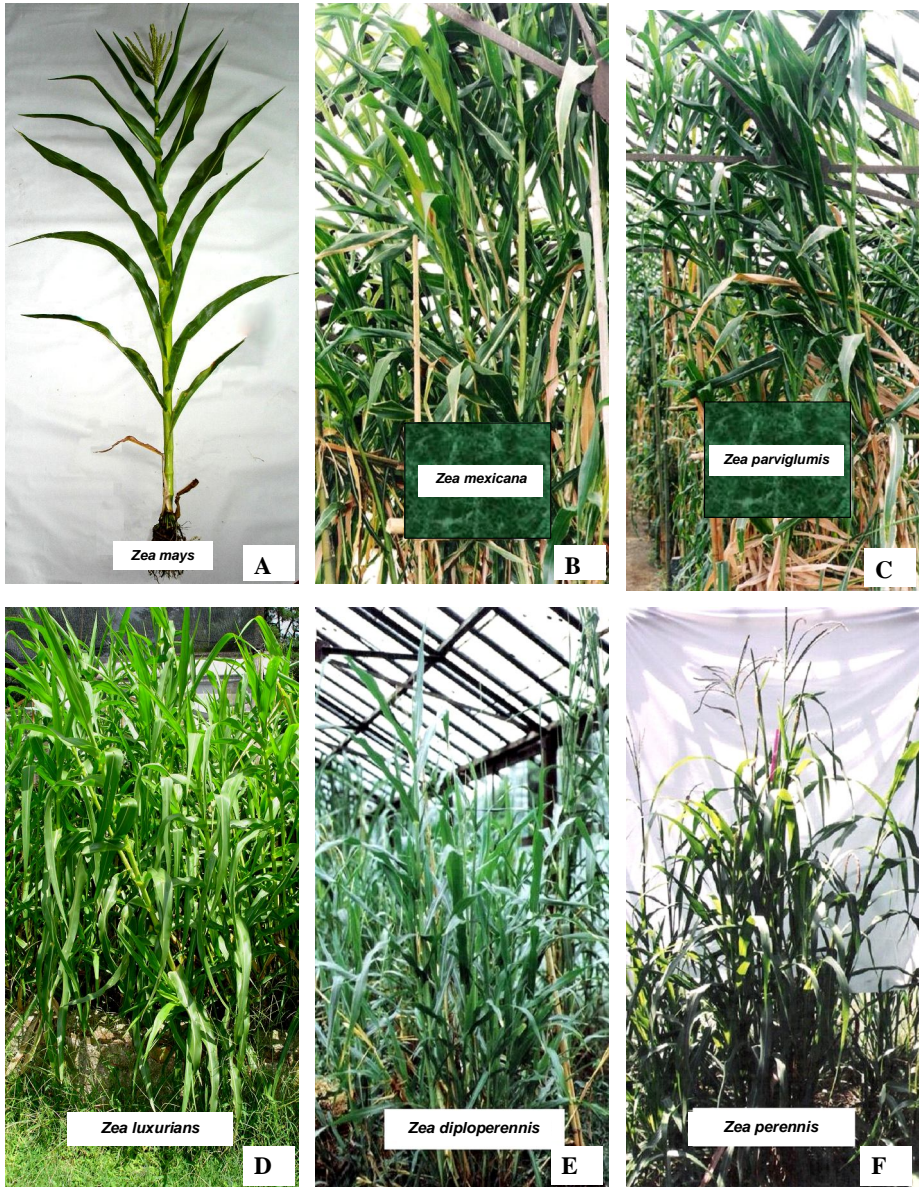 Zea mays
A
Zea mexicana
B
Zea parviglumis
C
Zea luxurians
D
Zea diploperennis
E
Zea perennis
F